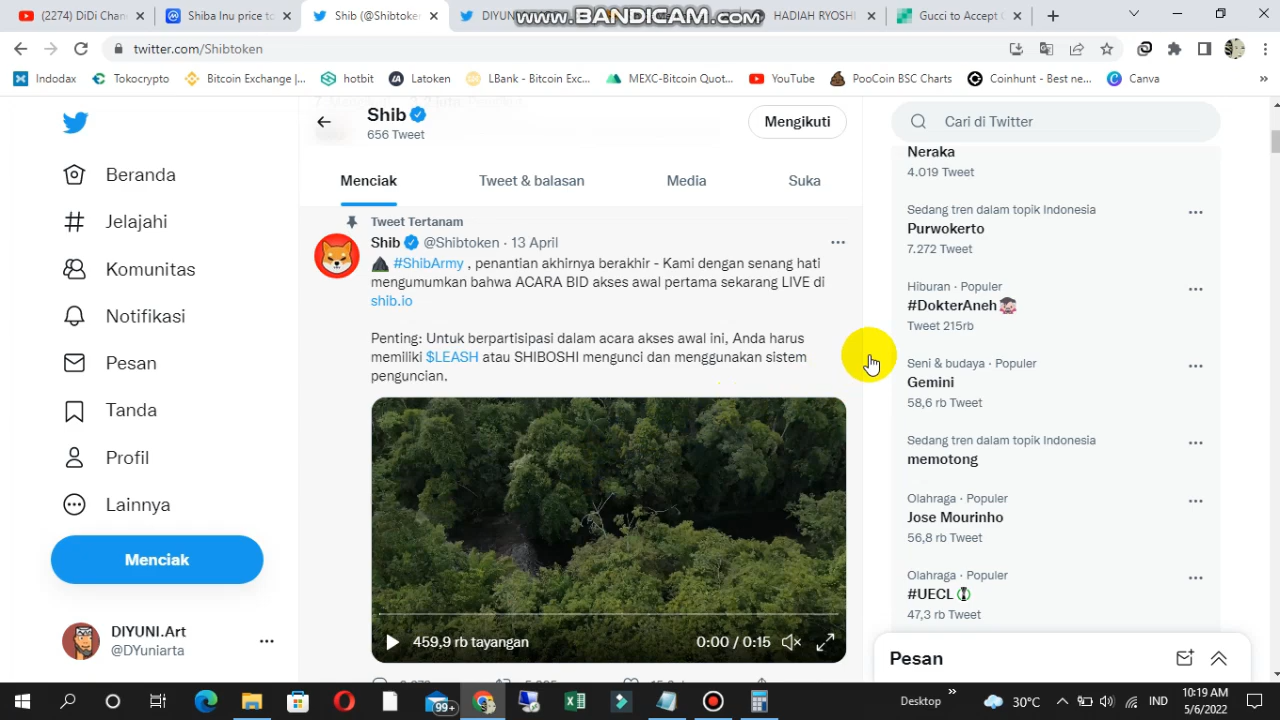 (2274) DiDi Chan
Shiba Inu price to
Shib (@Shibtoken
DIYUN
HADIAH RYOSHI
Gucci to Accept
www.BANDICAM.com
twitter.com/Shibtoken
Indodax
Tokocrypto
Bitcoin Exchange |...
hotbit
Latoken
LBank - Bitcoin Exc...
MEXC-Bitcoin Quot...
YouTube
PooCoin BSC Charts
Coinhunt - Best ne...
Canva
»
Shib
656 Tweet
Mengikuti
Cari di Twitter
Beranda
Jelajahi
Komunitas
Notifikasi
Pesan
Tanda
Profil
Lainnya
Menciak
DIYUNI.Art
@DYuniarta
Menciak
Tweet & balasan
Media
Suka
Tweet Tertanam
Shib @Shibtoken · 13 April
#ShibArmy , penantian akhirnya berakhir - Kami dengan senang hati
mengumumkan bahwa ACARA BID akses awal pertama sekarang LIVE di
shib.io
Penting: Untuk berpartisipasi dalam acara akses awal ini, Anda harus
memiliki $LEASH atau SHIBOSHI mengunci dan menggunakan sistem
penguncian.
459,9 rb tayangan
0:00 / 0:15
Neraka
4.019 Tweet
Sedang tren dalam topik Indonesia
Purwokerto
7.272 Tweet
Hiburan · Populer
#DokterAneh
Tweet 215rb
Seni & budaya · Populer
Gemini
58,6 rb Tweet
Sedang tren dalam topik Indonesia
memotong
Olahraga · Populer
Jose Mourinho
56,8 rb Tweet
Olahraga · Populer
#UECL
47,3 rb Tweet
Pesan
99+
Desktop
»
30°C
IND
10:19 AM
5/6/2022